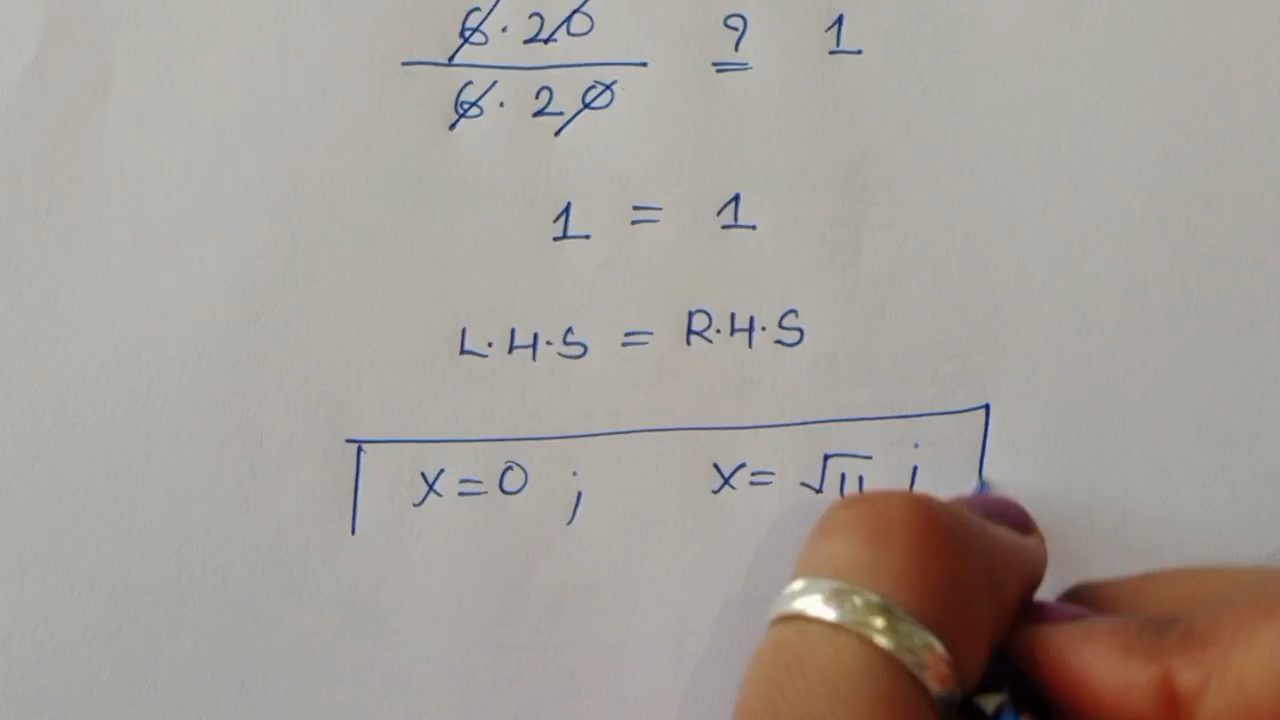 6·20 ? 1
6·20
1 = 1
L.H.S = R.H.S
x=0 ; x= √11 i